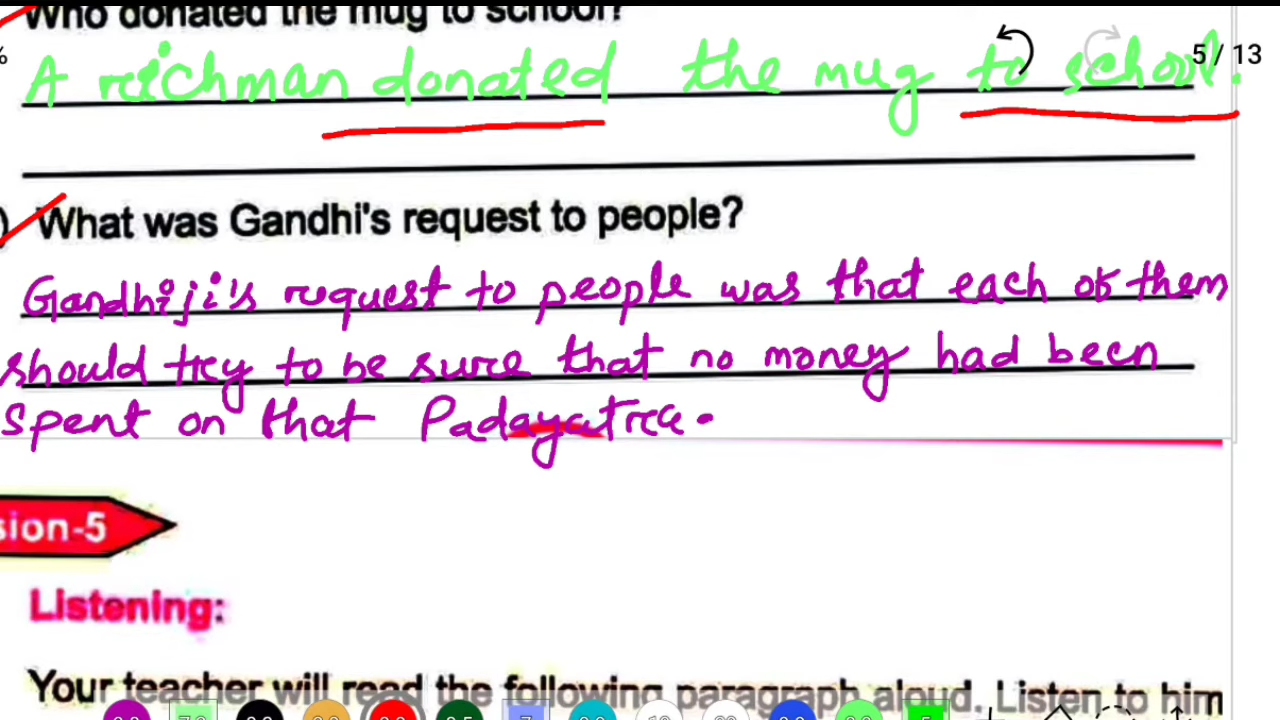 Who donated the mug to school?
5 / 13
%
A richman donated the mug to school.
) What was Gandhi's request to people?
Gandhiji's request to people was that each of them
should try to be sure that no money had been
spent on that Padayatra.
sion-5
Listening:
Your teacher will read the following paragraph aloud. Listen to him